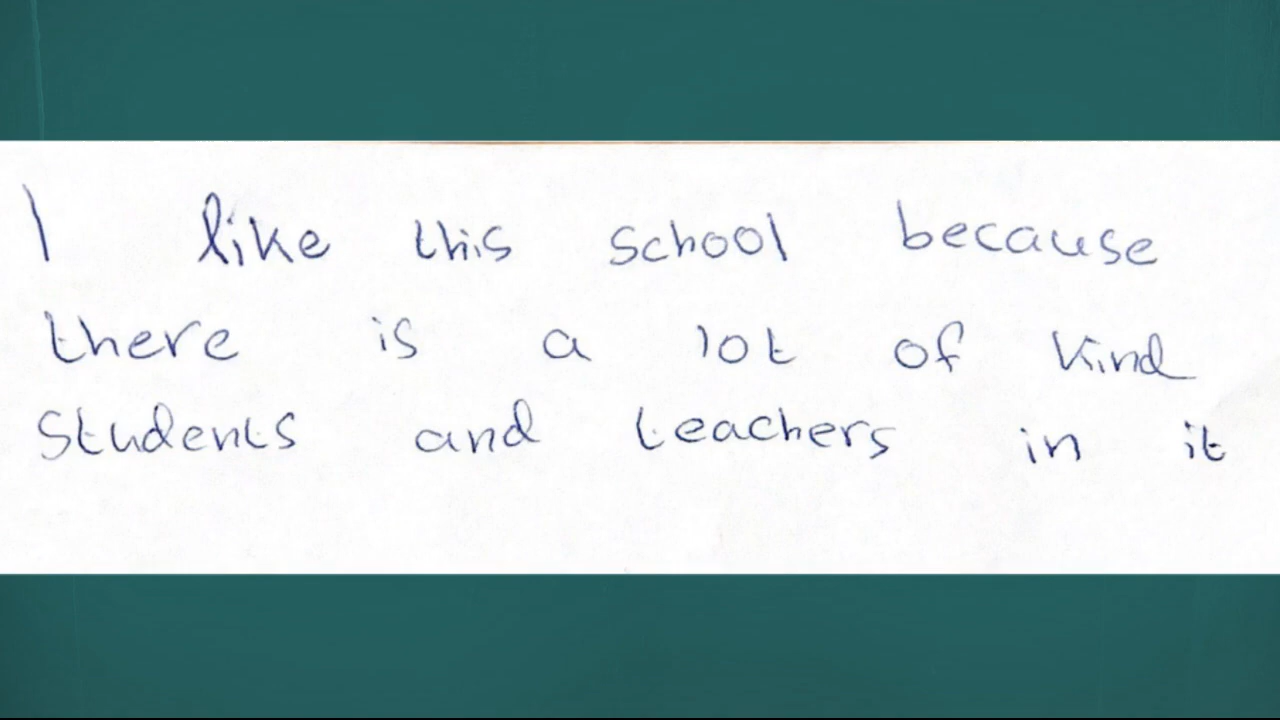 I like this school because
there is a lot of kind
students and teachers in it